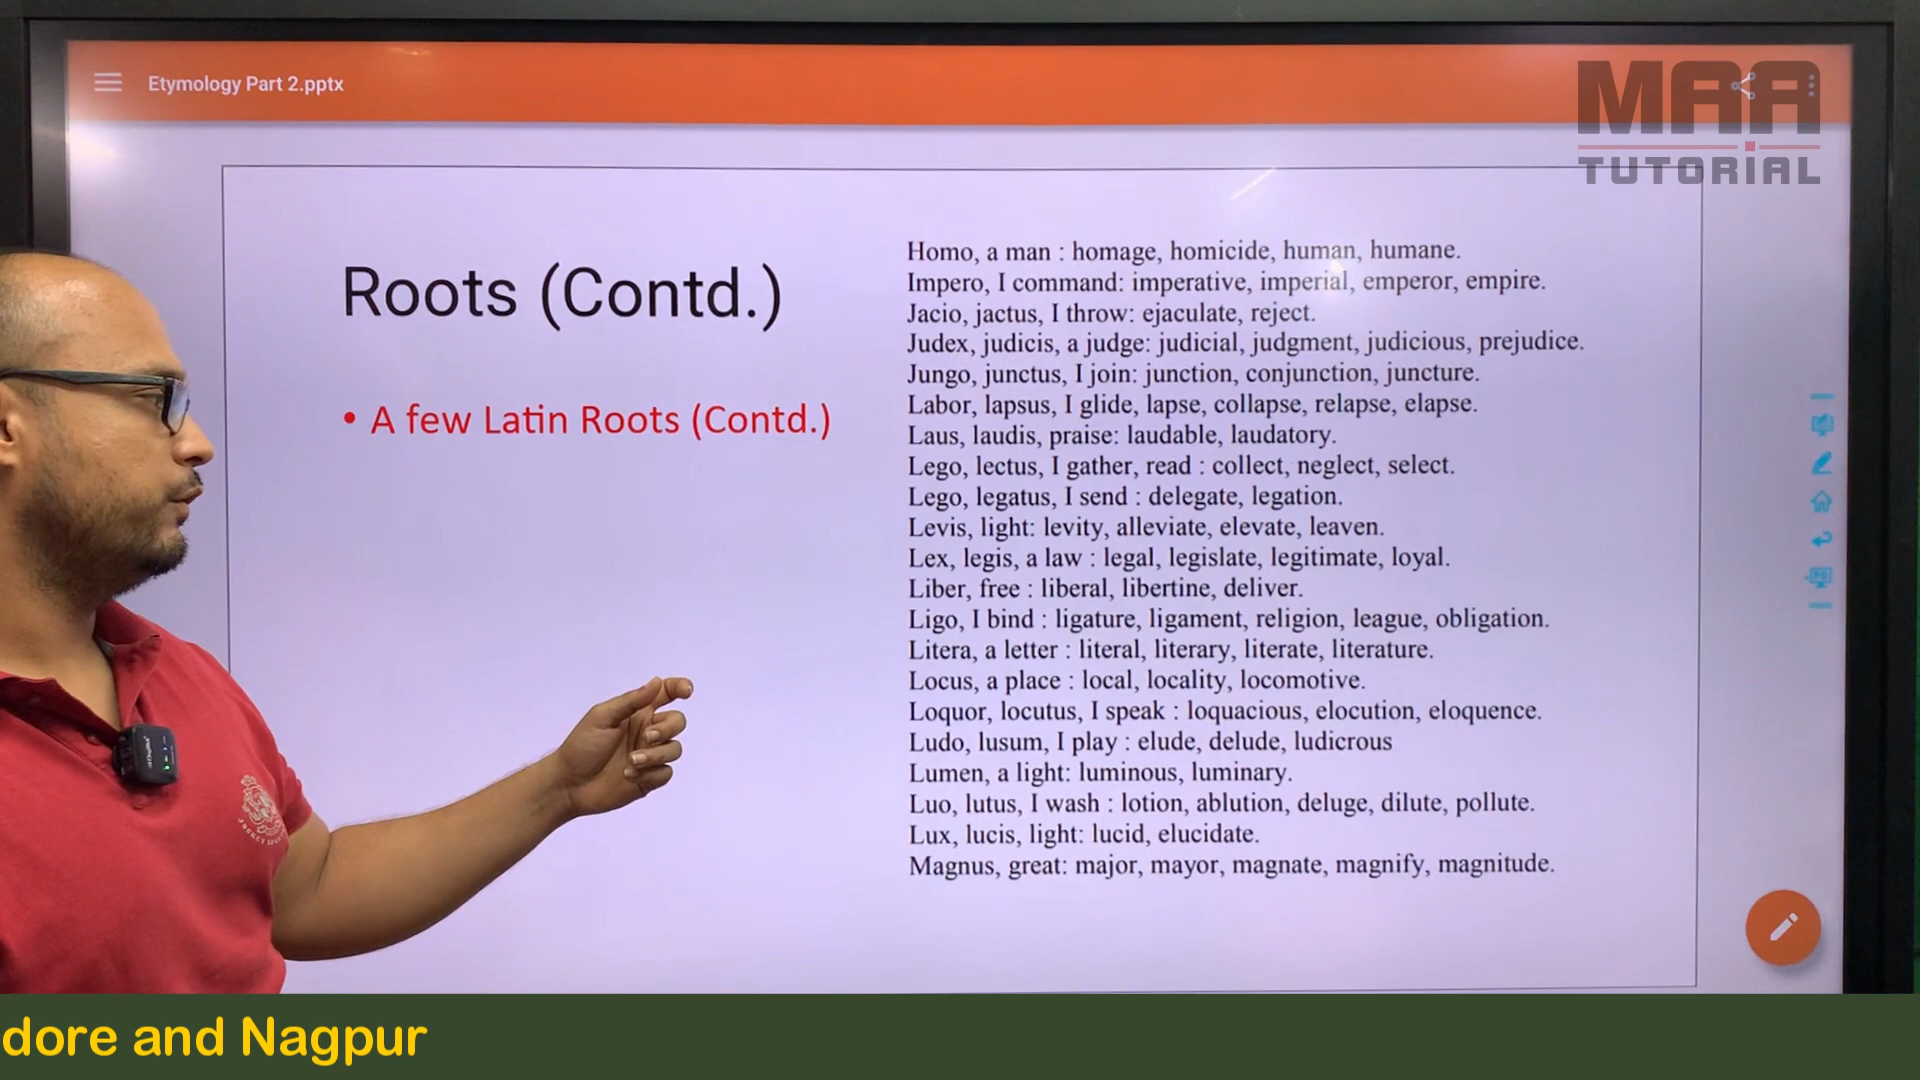 Etymology Part 2.pptx
MAA
TUTORIAL
Roots (Contd.)
• A few Latin Roots (Contd.)
Homo, a man : homage, homicide, human, humane.
Impero, I command: imperative, imperial, emperor, empire.
Jacio, jactus, I throw: ejaculate, reject.
Judex, judicis, a judge: judicial, judgment, judicious, prejudice.
Jungo, junctus, I join: junction, conjunction, juncture.
Labor, lapsus, I glide, lapse, collapse, relapse, elapse.
Laus, laudis, praise: laudable, laudatory.
Lego, lectus, I gather, read : collect, neglect, select.
Lego, legatus, I send : delegate, legation.
Levis, light: levity, alleviate, elevate, leaven.
Lex, legis, a law : legal, legislate, legitimate, loyal.
Liber, free : liberal, libertine, deliver.
Ligo, I bind : ligature, ligament, religion, league, obligation.
Litera, a letter : literal, literary, literate, literature.
Locus, a place : local, locality, locomotive.
Loquor, locutus, I speak : loquacious, elocution, eloquence.
Ludo, lusum, I play : elude, delude, ludicrous
Lumen, a light: luminous, luminary.
Luo, lutus, I wash : lotion, ablution, deluge, dilute, pollute.
Lux, lucis, light: lucid, elucidate.
Magnus, great: major, mayor, magnate, magnify, magnitude.
dore and Nagpur